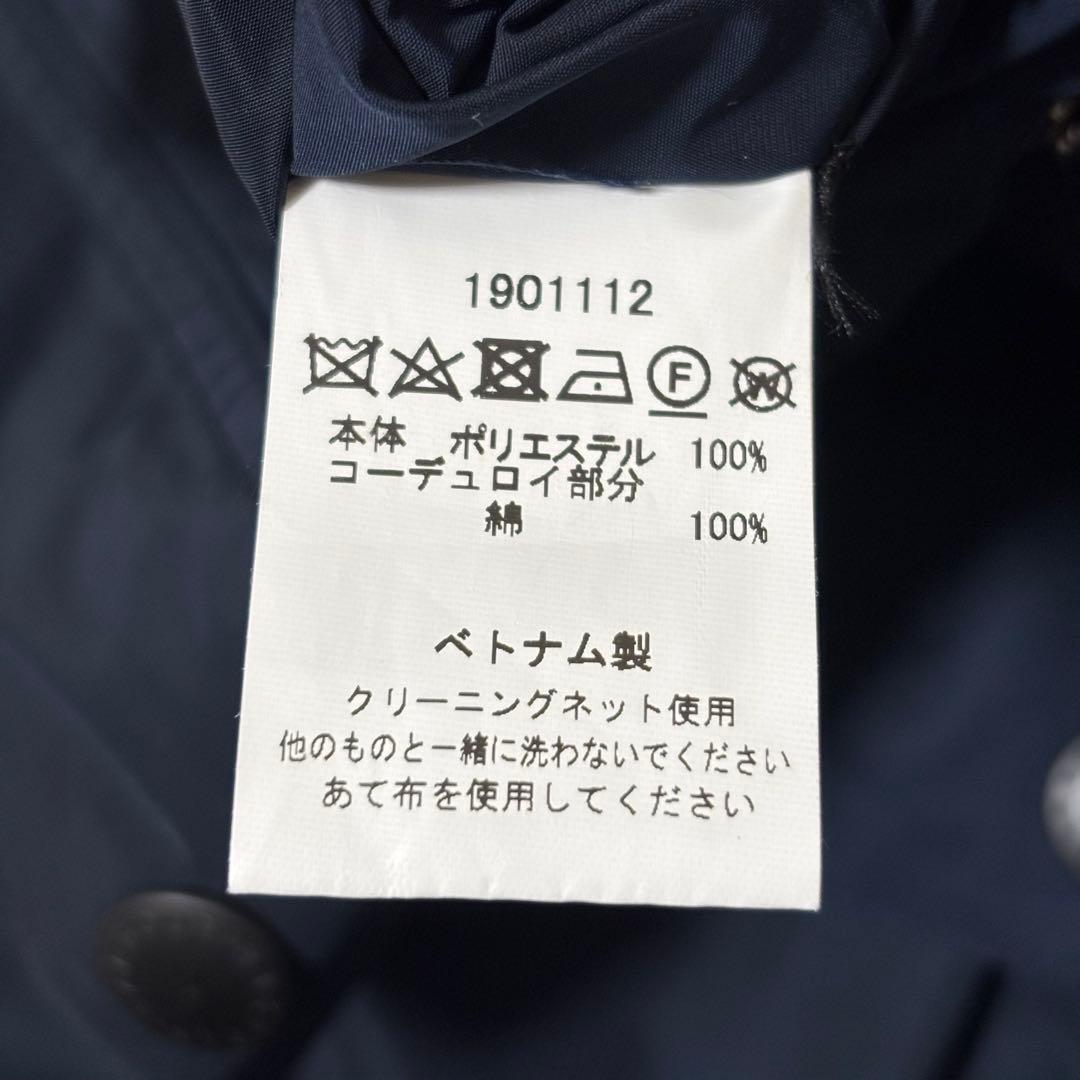 1901112
F W
本体 ポリエステル 100%
コーデュロイ部分
綿 100%
ベトナム製
クリーニングネット使用
他のものと一緒に洗わないでください
あて布を使用してください